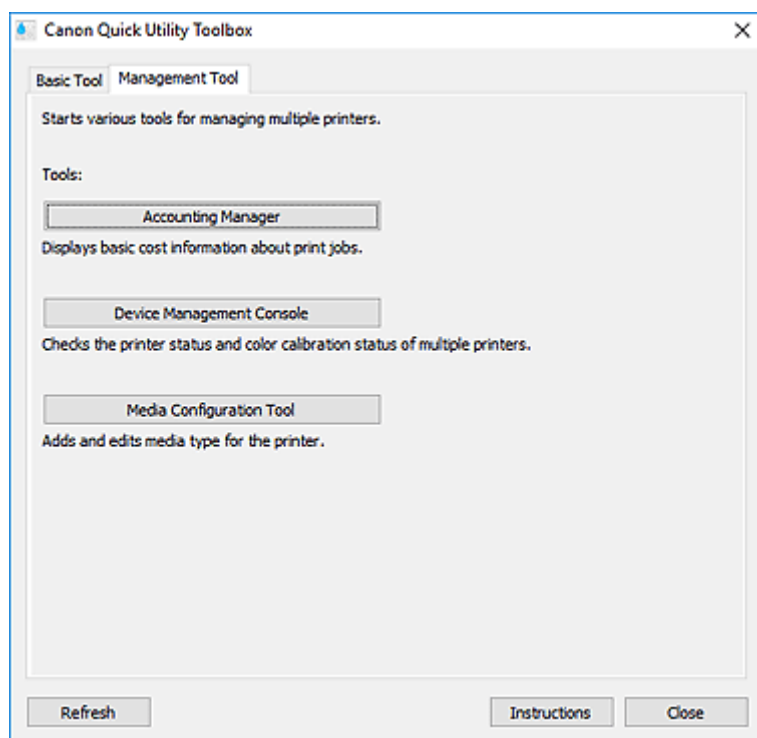 Canon Quick Utility Toolbox
Basic Tool Management Tool
Starts various tools for managing multiple printers.
Tools:
Accounting Manager
Displays basic cost information about print jobs.
Device Management Console
Checks the printer status and color calibration status of multiple printers.
Media Configuration Tool
Adds and edits media type for the printer.
Refresh Instructions Close